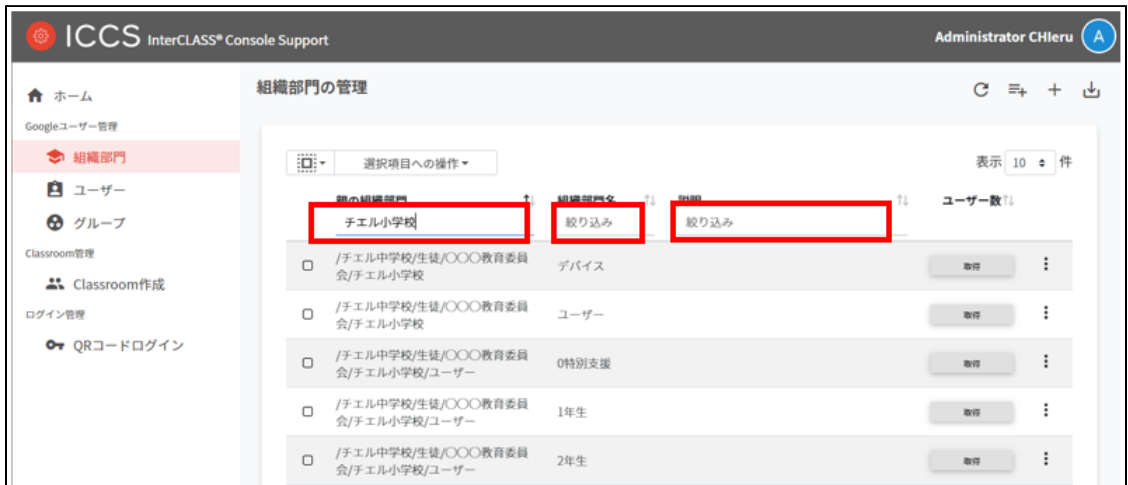 ICCS InterCLASS® Console Support
Administrator CHIeru
A
ホーム
Googleユーザー管理
組織部門
ユーザー
グループ
Classroom管理
Classroom作成
ログイン管理
QRコードログイン
組織部門の管理
選択項目への操作
表示 10 件
親の組織部門 組織部門名 説明 ユーザー数
チエル小学校 絞り込み 絞り込み
/チエル中学校/生徒/〇〇〇教育委員
会/チエル小学校
デバイス
取得
/チエル中学校/生徒/〇〇〇教育委員
会/チエル小学校
ユーザー
取得
/チエル中学校/生徒/〇〇〇教育委員
会/チエル小学校/ユーザー
0特別支援
取得
/チエル中学校/生徒/〇〇〇教育委員
会/チエル小学校/ユーザー
1年生
取得
/チエル中学校/生徒/〇〇〇教育委員
会/チエル小学校/ユーザー
2年生
取得